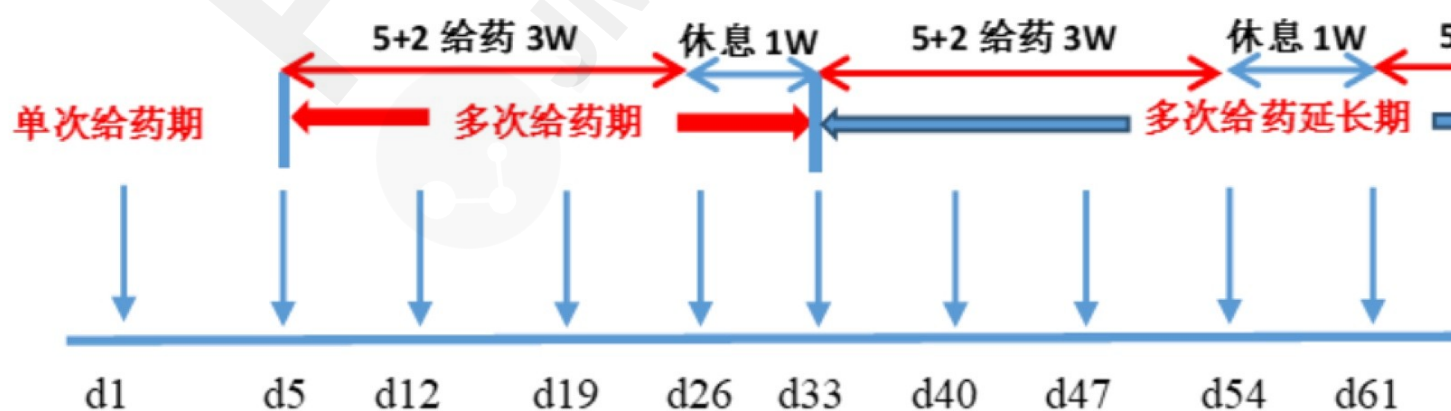 5+2 给药 3W 休息 1W 5+2 给药 3W 休息 1W 5
单次给药期 多次给药期 多次给药延长期
d1 d5 d12 d19 d26 d33 d40 d47 d54 d61